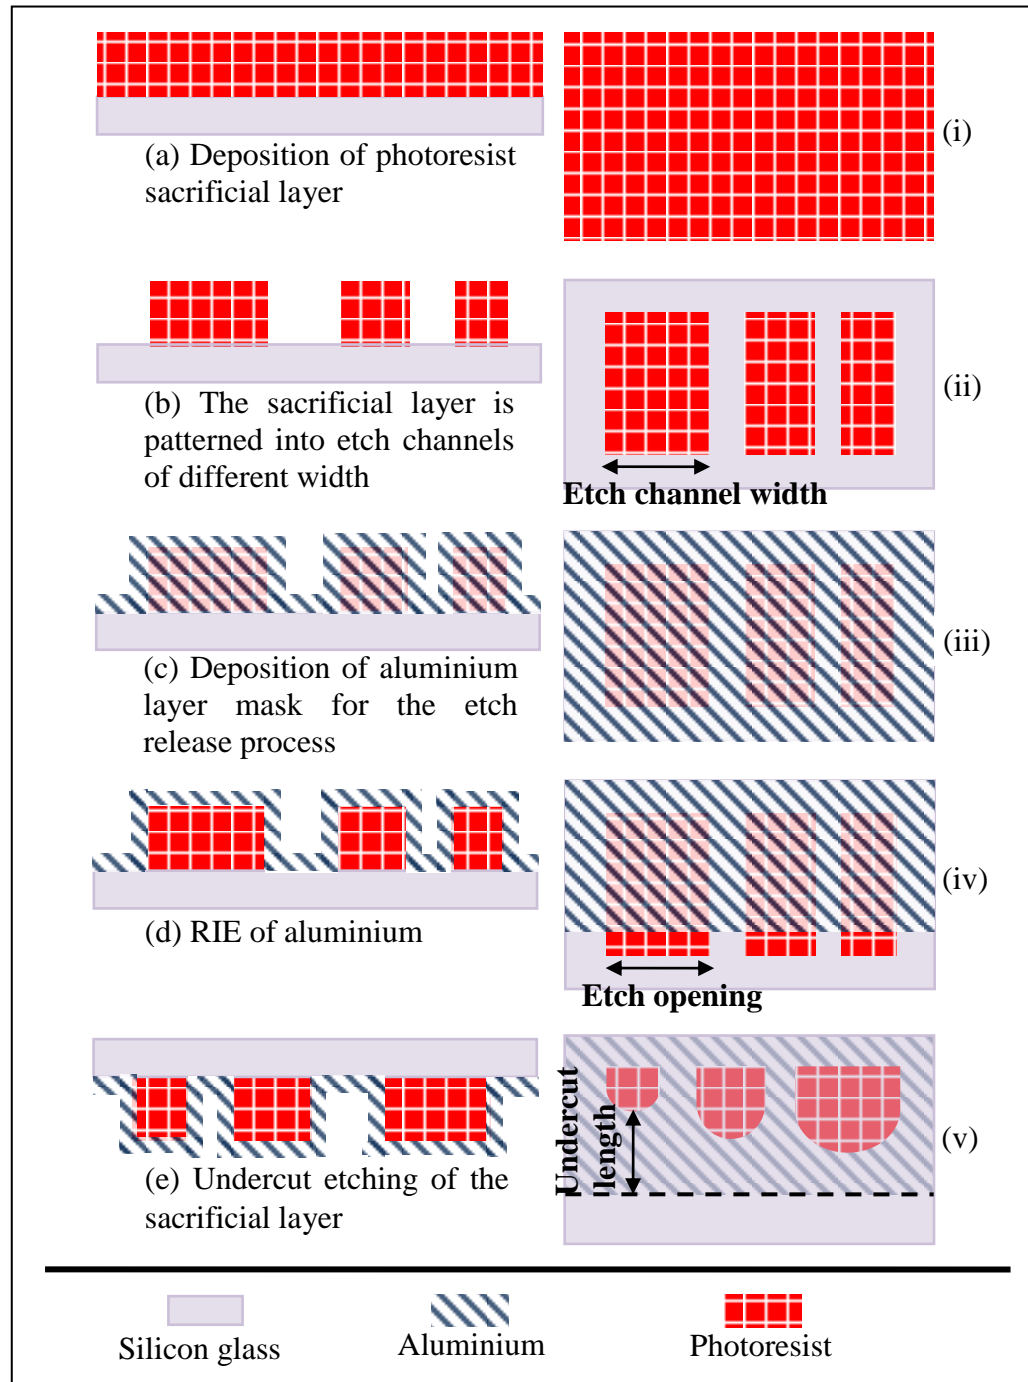 (i)
(a) Deposition of photoresist
sacrificial layer
(ii)
(b) The sacrificial layer is
patterned into etch channels
of different width
Etch channel width
(iii)
(c) Deposition of aluminium
layer mask for the etch
release process
(iv)
(d) RIE of aluminium
Etch opening
Undercut
length
(v)
(e) Undercut etching of the
sacrificial layer
Silicon glass
Aluminium
Photoresist